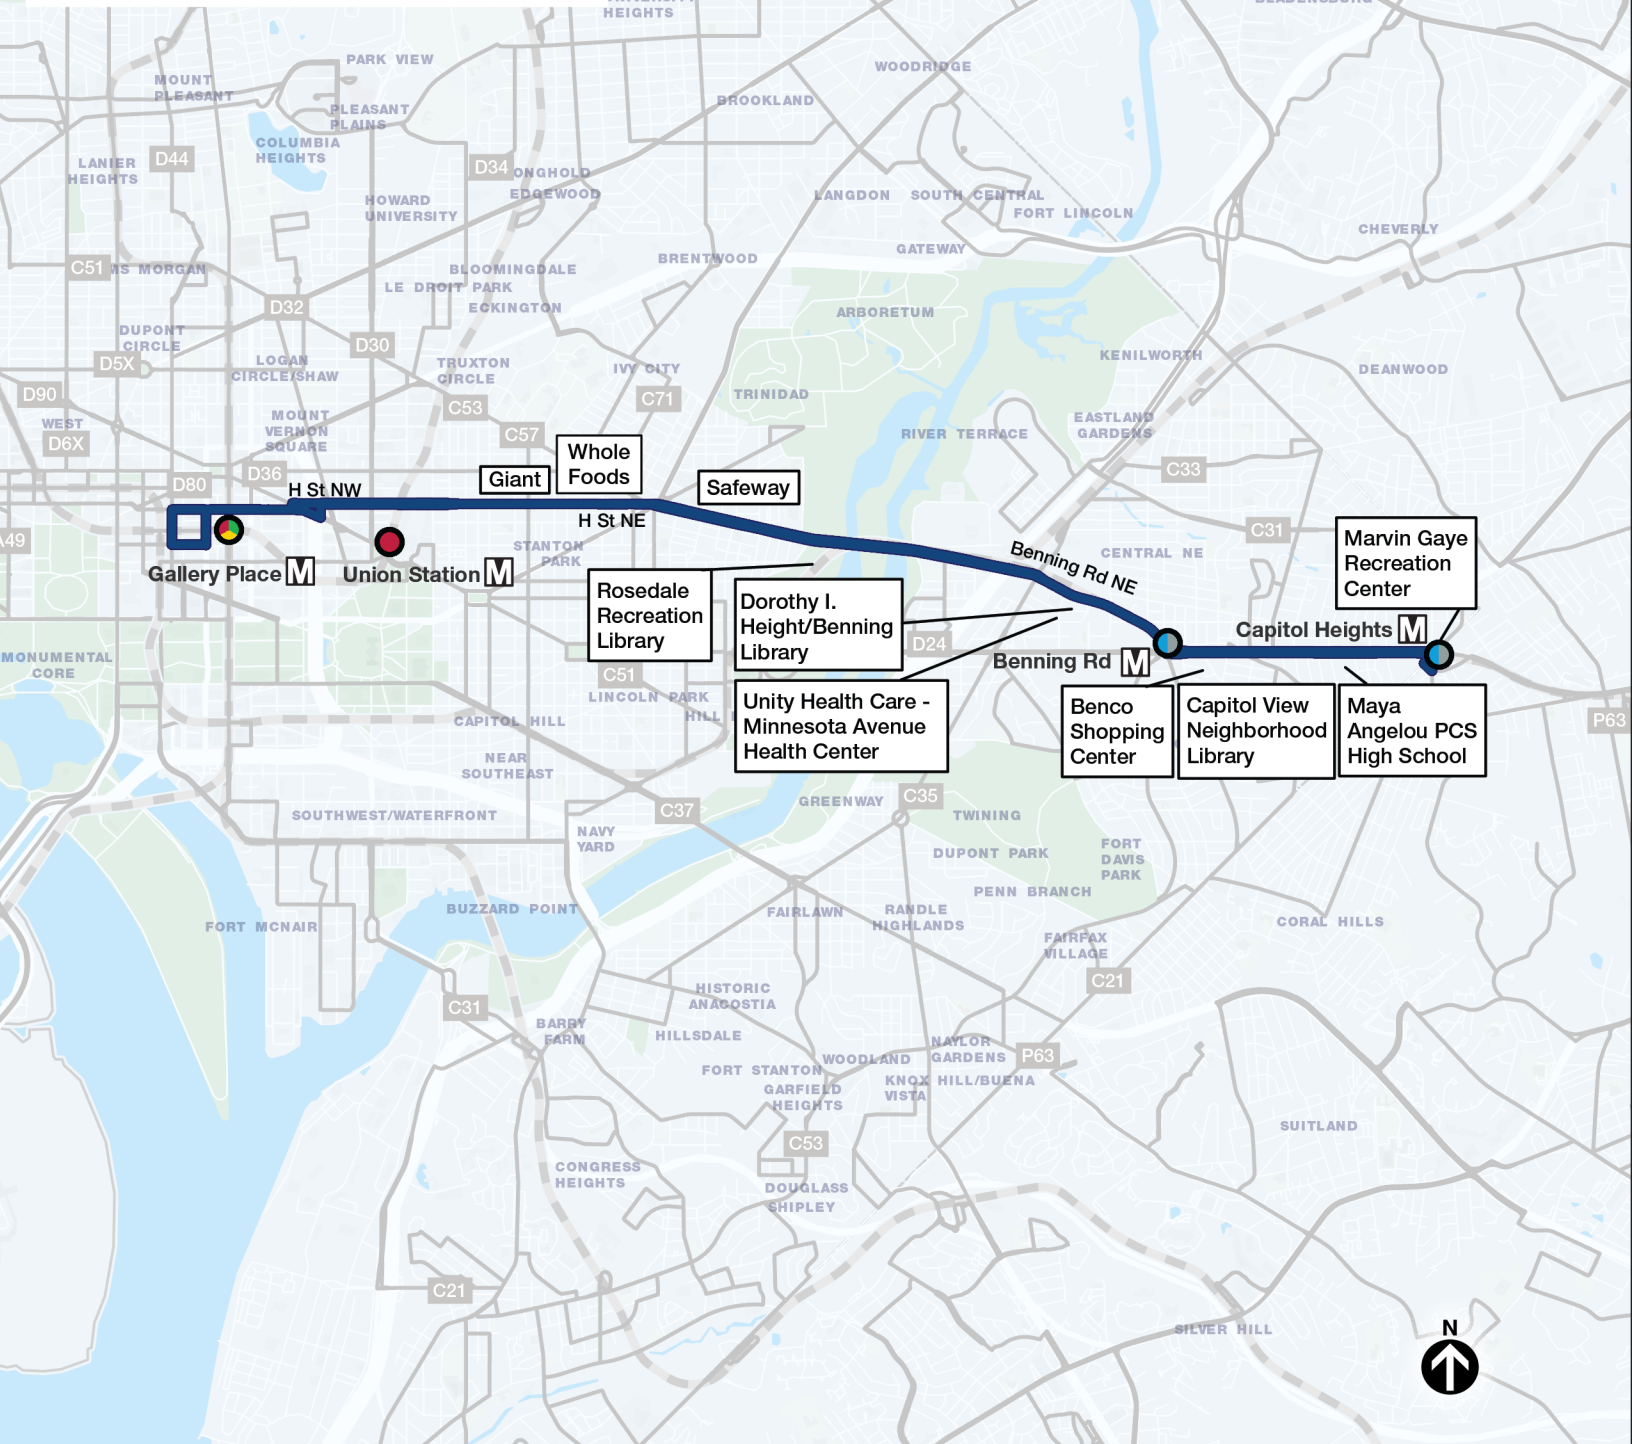 HEIGHTS
BLADENSBURG
PARK VIEW
WOODRIDGE
MOUNT
PLEASANT
BROOKLAND
PLEASANT
PLAINS
COLUMBIA
HEIGHTS
D44
LANIER
HEIGHTS
D34
ONGHOLD
EDGEWOOD
HOWARD
UNIVERSITY
LANGDON
SOUTH CENTRAL
FORT LINCOLN
CHEVERLY
GATEWAY
BRENTWOOD
C51
MS MORGAN
BLOOMINGDALE
LE DROIT PARK
ECKINGTON
D32
ARBORETUM
DUPONT
CIRCLE
D30
D5X
LOGAN
CIRCLE/SHAW
TRUXTON
CIRCLE
IVY CITY
KENILWORTH
DEANWOOD
D90
C53
C71
TRINIDAD
WEST
D6X
MOUNT
VERNON
SQUARE
C57
RIVER TERRACE
EASTLAND
GARDENS
Whole
Foods
D80
D36
Giant
Safeway
C33
H St NW
H St NE
A49
C31
STANTON
PARK
Benning Rd NE
CENTRAL NE
Marvin Gaye
Recreation
Center
Gallery Place M
Union Station M
Rosedale
Recreation
Library
Dorothy I.
Height/Benning
Library
D24
Capitol Heights M
Benning Rd M
MONUMENTAL
CORE
C51
LINCOLN PARK
HILL
Unity Health Care -
Minnesota Avenue
Health Center
Benco
Shopping
Center
Capitol View
Neighborhood
Library
Maya
Angelou PCS
High School
P63
CAPITOL HILL
NEAR
SOUTHEAST
SOUTHWEST/WATERFRONT
C37
GREENWAY
C35
TWINING
NAVY
YARD
DUPONT PARK
FORT
DAVIS
PARK
PENN BRANCH
BUZZARD POINT
FORT MCNAIR
FAIRLAWN
RANDLE
HIGHLANDS
CORAL HILLS
FAIRFAX
VILLAGE
C21
HISTORIC
ANACOSTIA
C31
BARRY
FARM
HILLSDALE
NAYLOR
GARDENS
P63
WOODLAND
FORT STANTON
GARFIELD
HEIGHTS
KNOX HILL/BUENA
VISTA
SUITLAND
C53
CONGRESS
HEIGHTS
DOUGLASS
SHIPLEY
C21
SILVER HILL
N